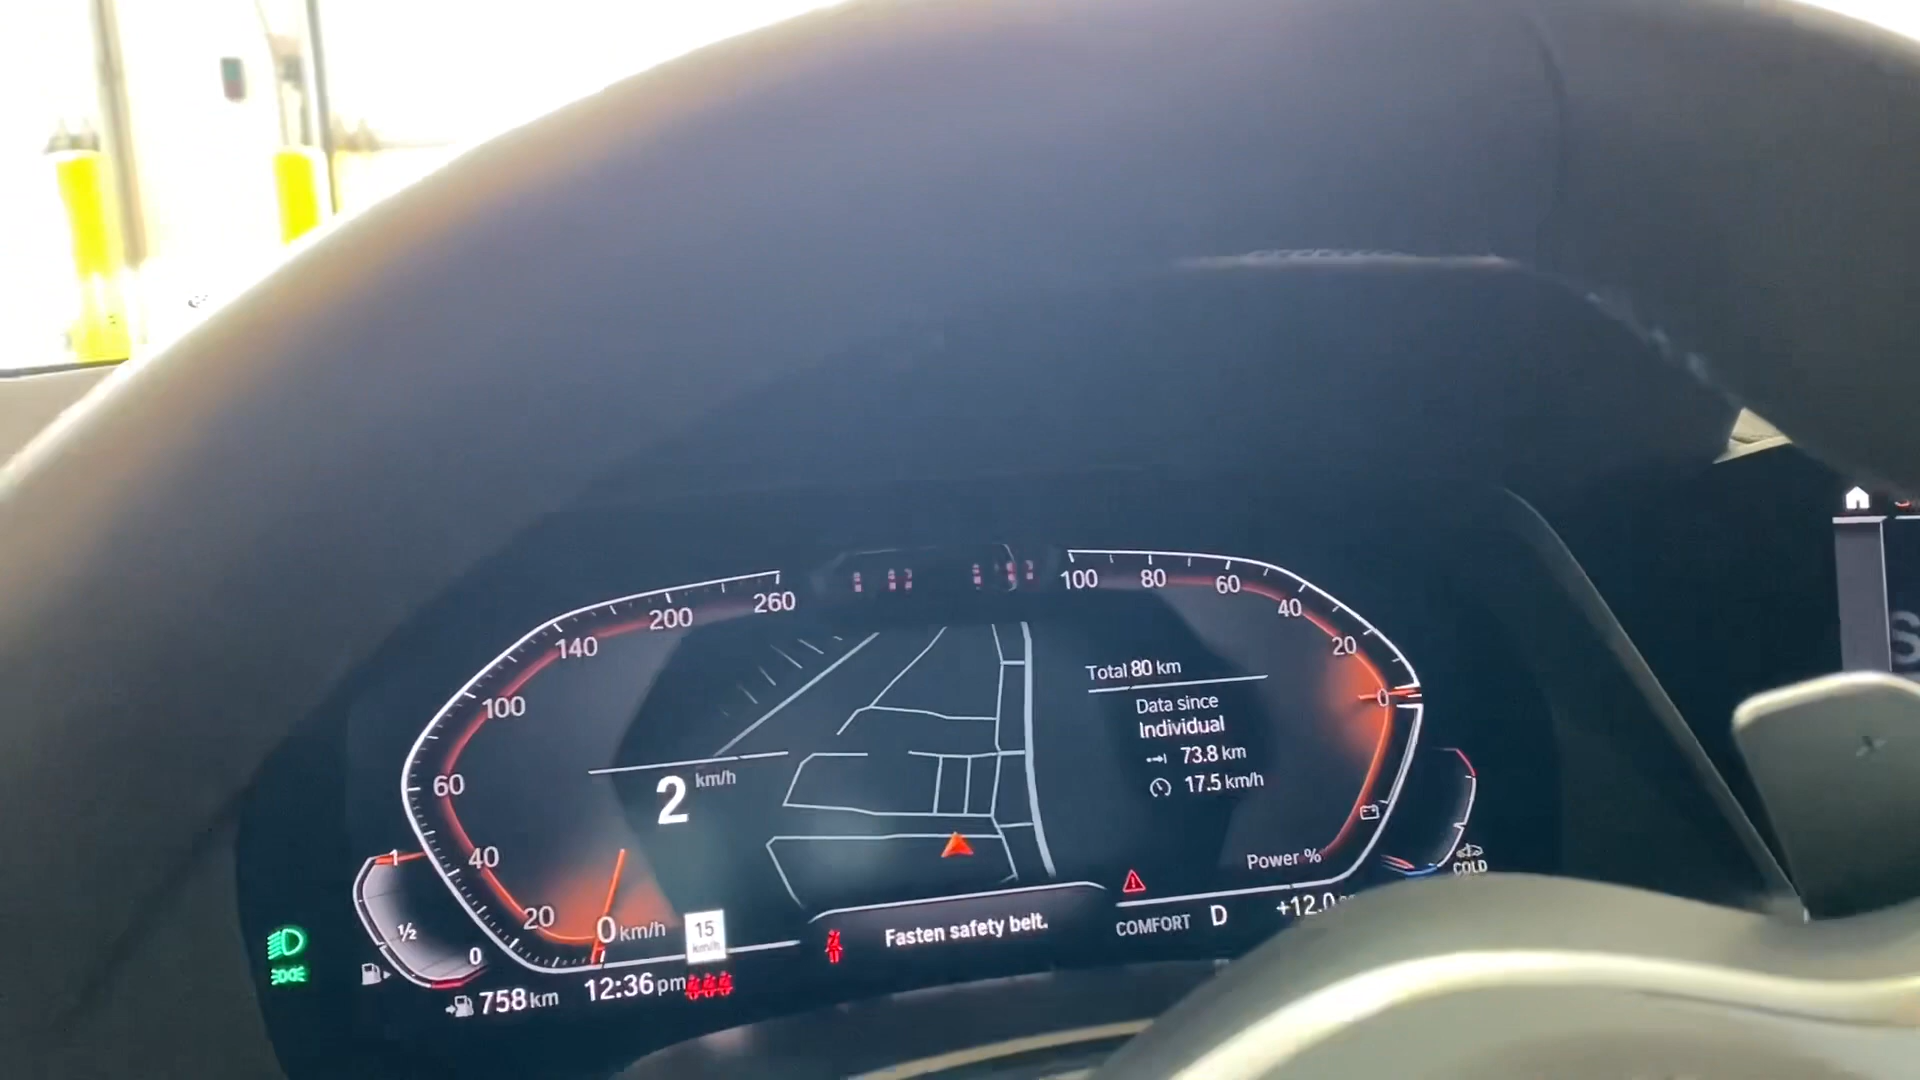 260
200
140
100
60
40
20
0 km/h
2 km/h
15
km/h
1
1/2
0
758 km
12:36 pm
100
80
60
40
20
0
Power %
Total 80 km
Data since
Individual
73.8 km
17.5 km/h
Fasten safety belt.
COMFORT D
+12.0
COLD
S